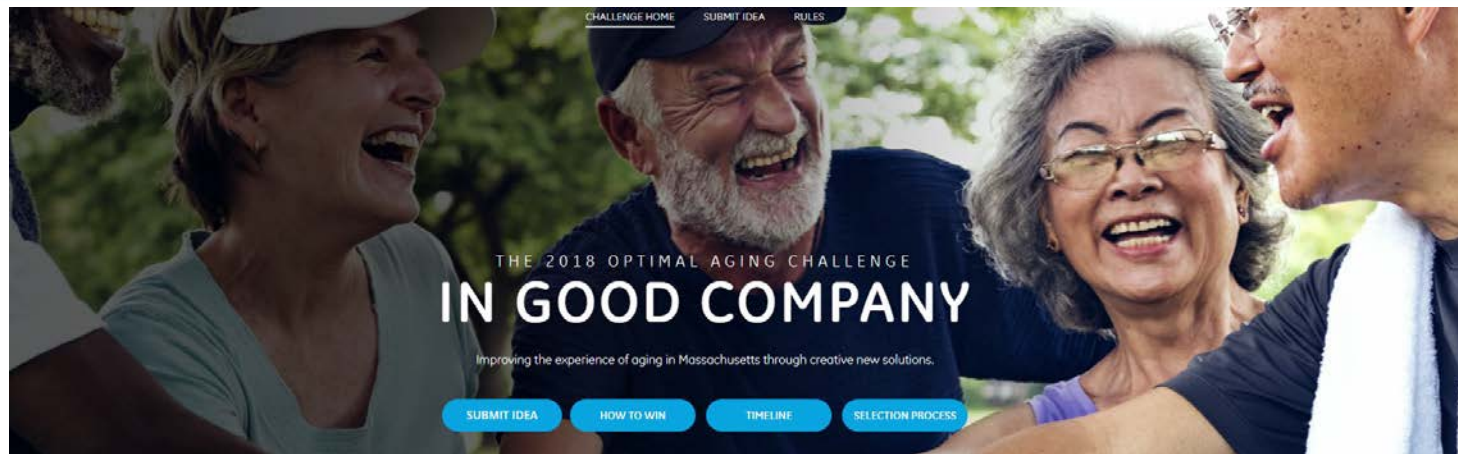 CHALLENGE HOME SUBMIT IDEA RULES
THE 2018 OPTIMAL AGING CHALLENGE
IN GOOD COMPANY
Improving the experience of aging in Massachusetts through creative new solutions.
SUBMIT IDEA HOW TO WIN TIMELINE SELECTION PROCESS